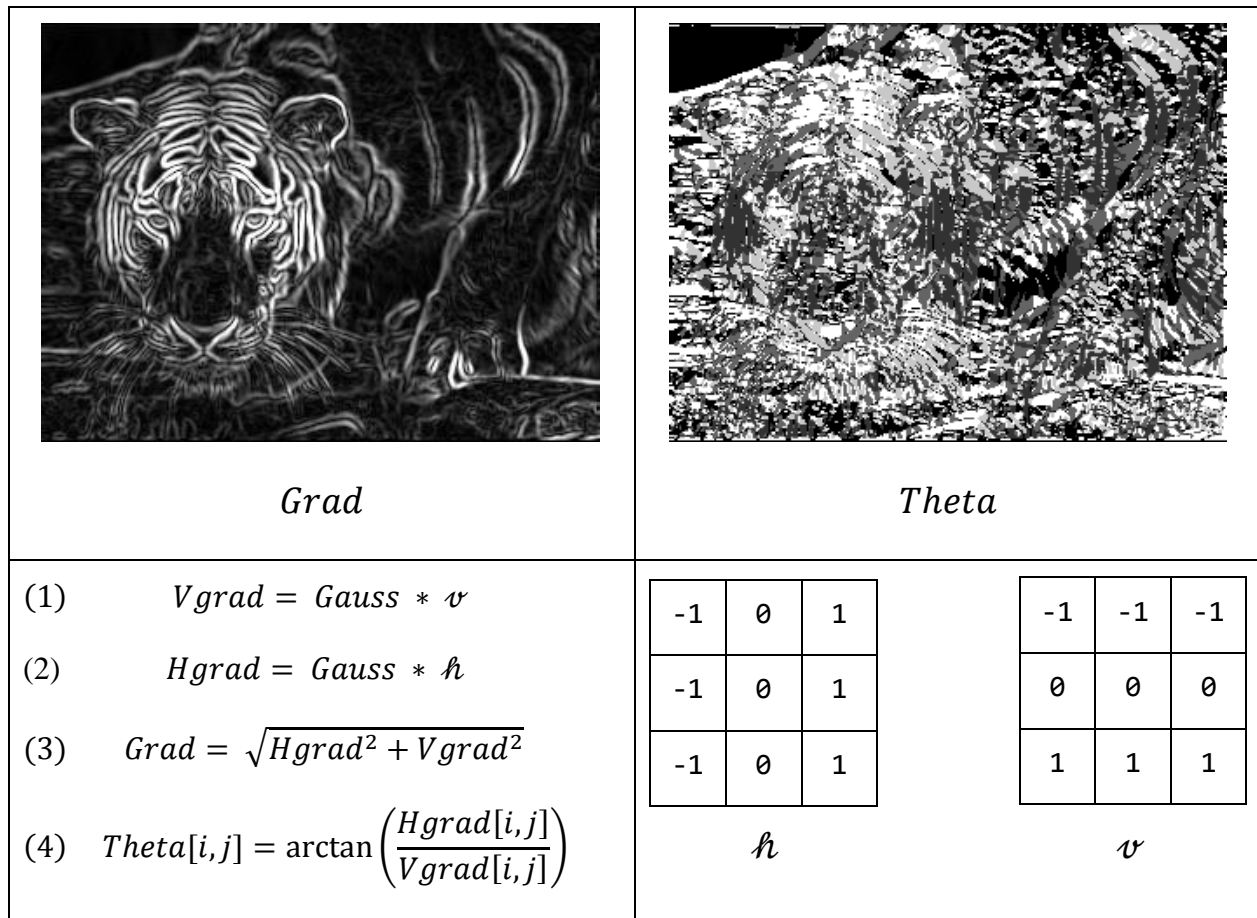 Grad
Theta
(1) Vgrad = Gauss * 𝓋
(2) Hgrad = Gauss * 𝒽
(3) Grad = √(Hgrad² + Vgrad²)
(4) Theta[i, j] = arctan(Hgrad[i, j] / Vgrad[i, j])
-1 0 1
-1 0 1
-1 0 1
𝒽
-1 -1 -1
0 0 0
1 1 1
𝓋